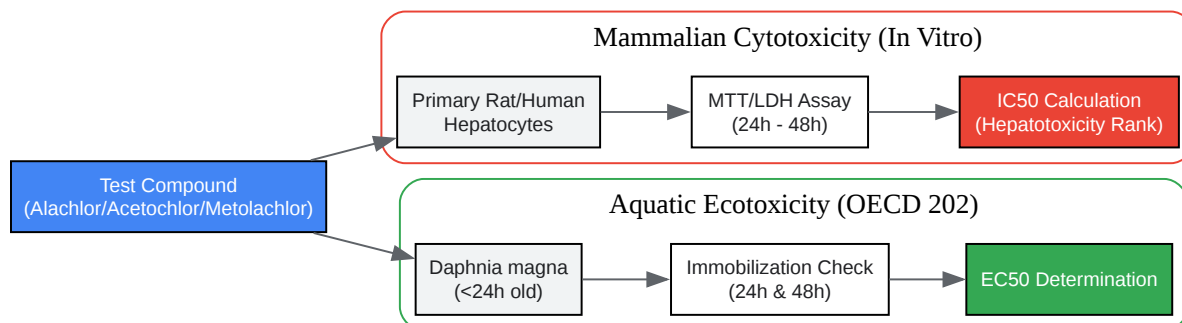 Mammalian Cytotoxicity (In Vitro)
Primary Rat/Human
Hepatocytes
MTT/LDH Assay
(24h - 48h)
IC50 Calculation
(Hepatotoxicity Rank)
Test Compound
(Alachlor/Acetochlor/Metolachlor)
Aquatic Ecotoxicity (OECD 202)
Daphnia magna
(<24h old)
Immobilization Check
(24h & 48h)
EC50 Determination